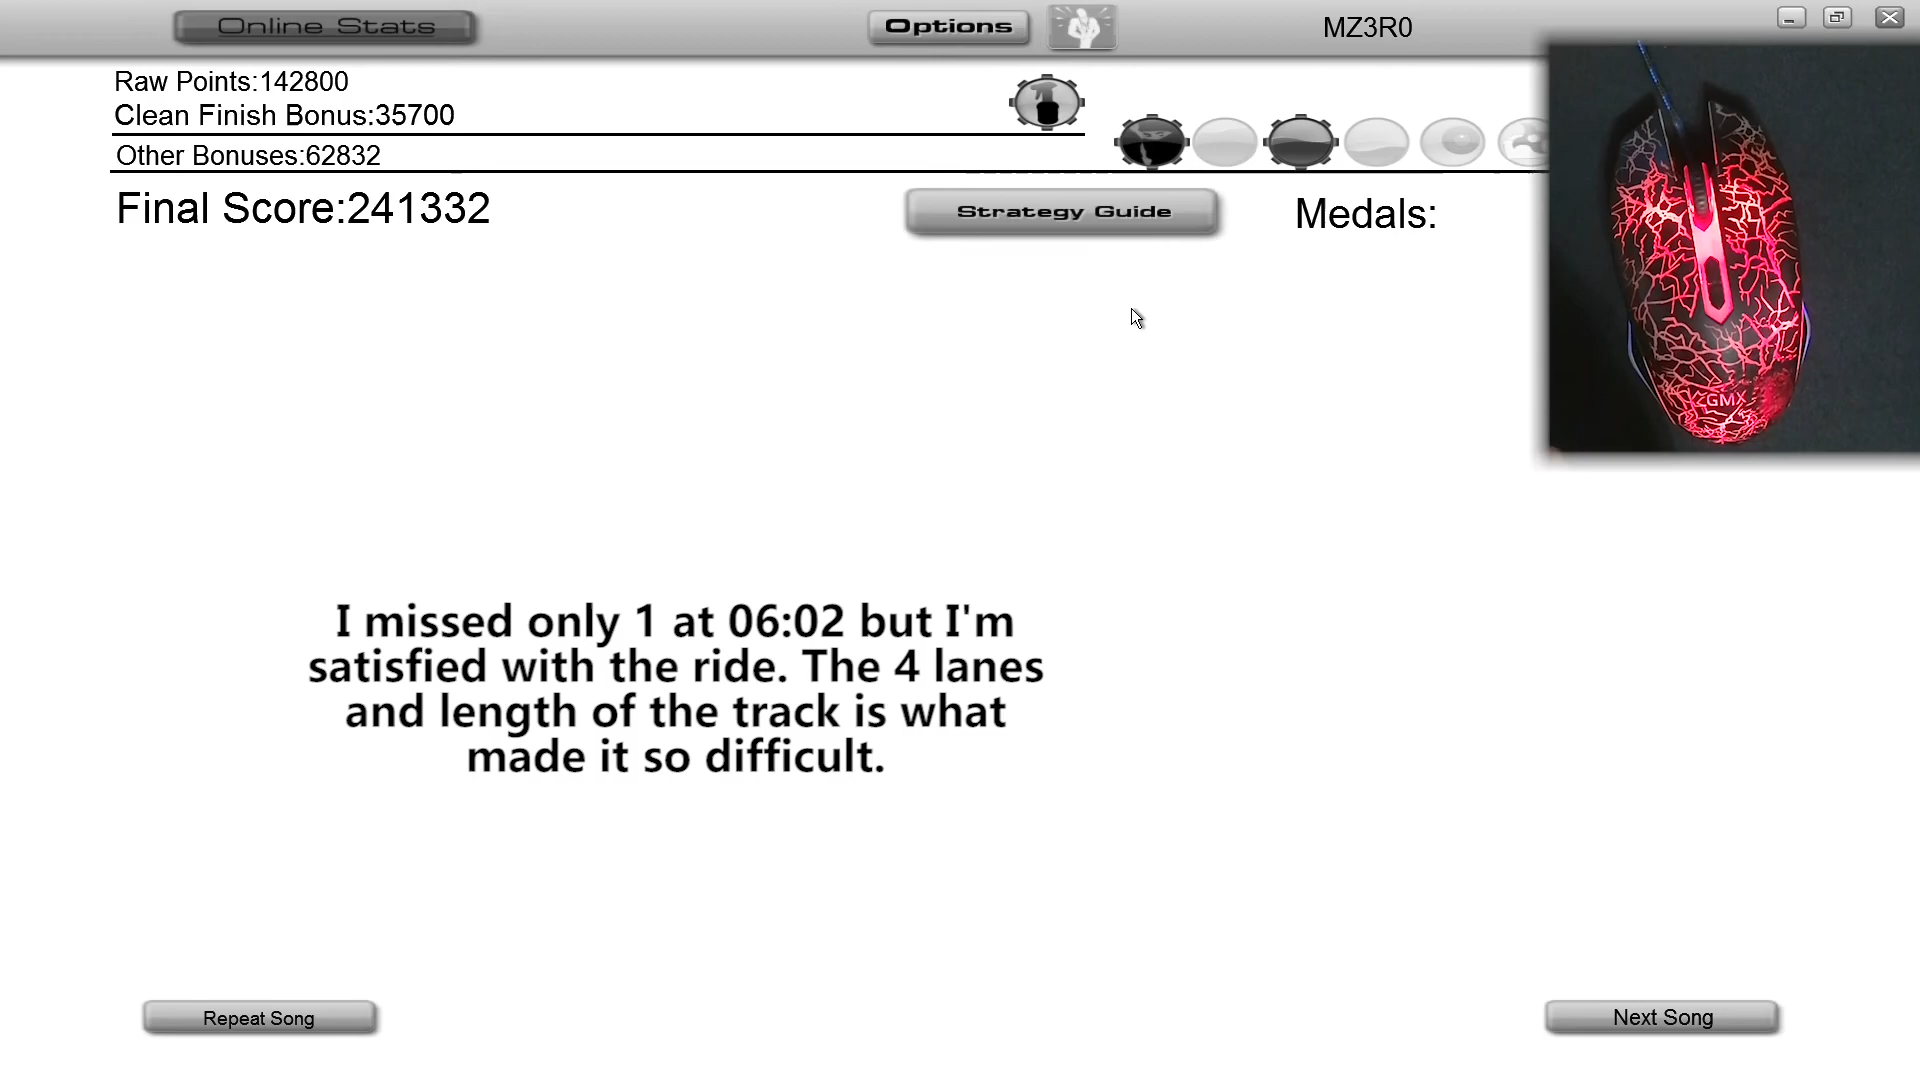 Online Stats
Options
MZ3R0
Raw Points:142800
Clean Finish Bonus:35700
Other Bonuses:62832
Final Score:241332
Strategy Guide
Medals:
GMX
I missed only 1 at 06:02 but I'm
satisfied with the ride. The 4 lanes
and length of the track is what
made it so difficult.
Repeat Song
Next Song